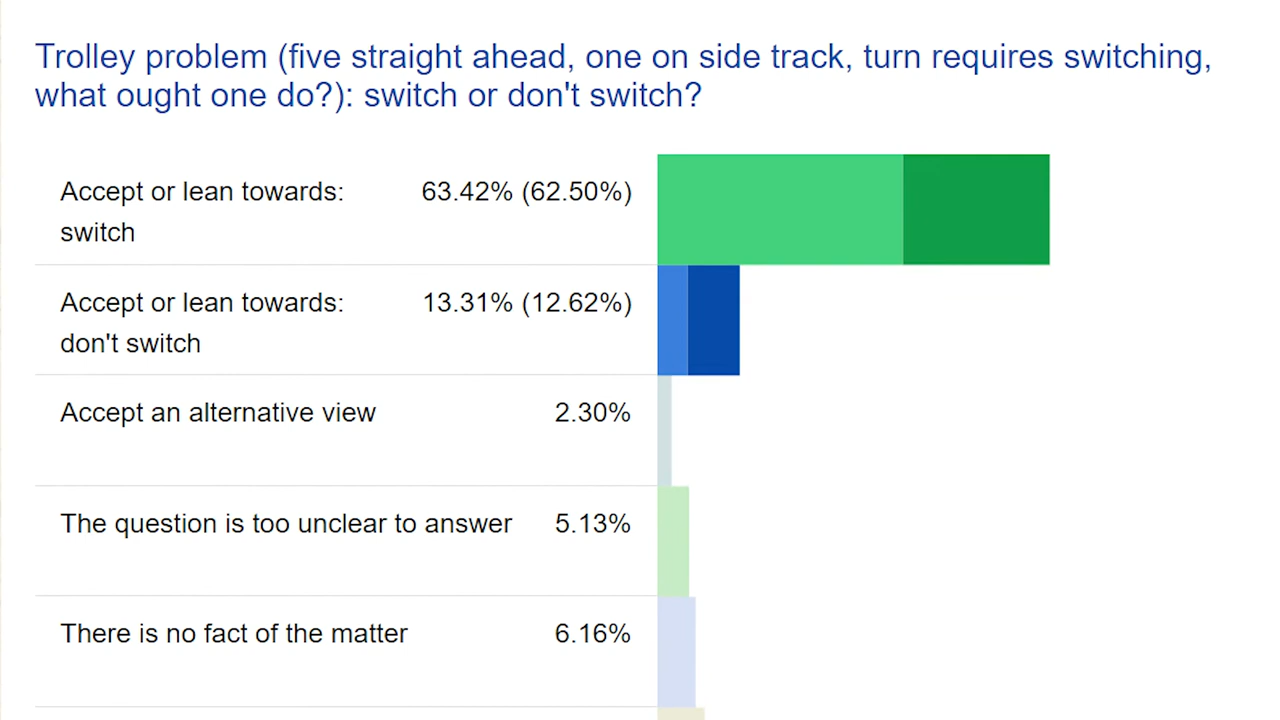 Trolley problem (five straight ahead, one on side track, turn requires switching,
what ought one do?): switch or don't switch?
Accept or lean towards: 63.42% (62.50%)
switch
Accept or lean towards: 13.31% (12.62%)
don't switch
Accept an alternative view 2.30%
The question is too unclear to answer 5.13%
There is no fact of the matter 6.16%